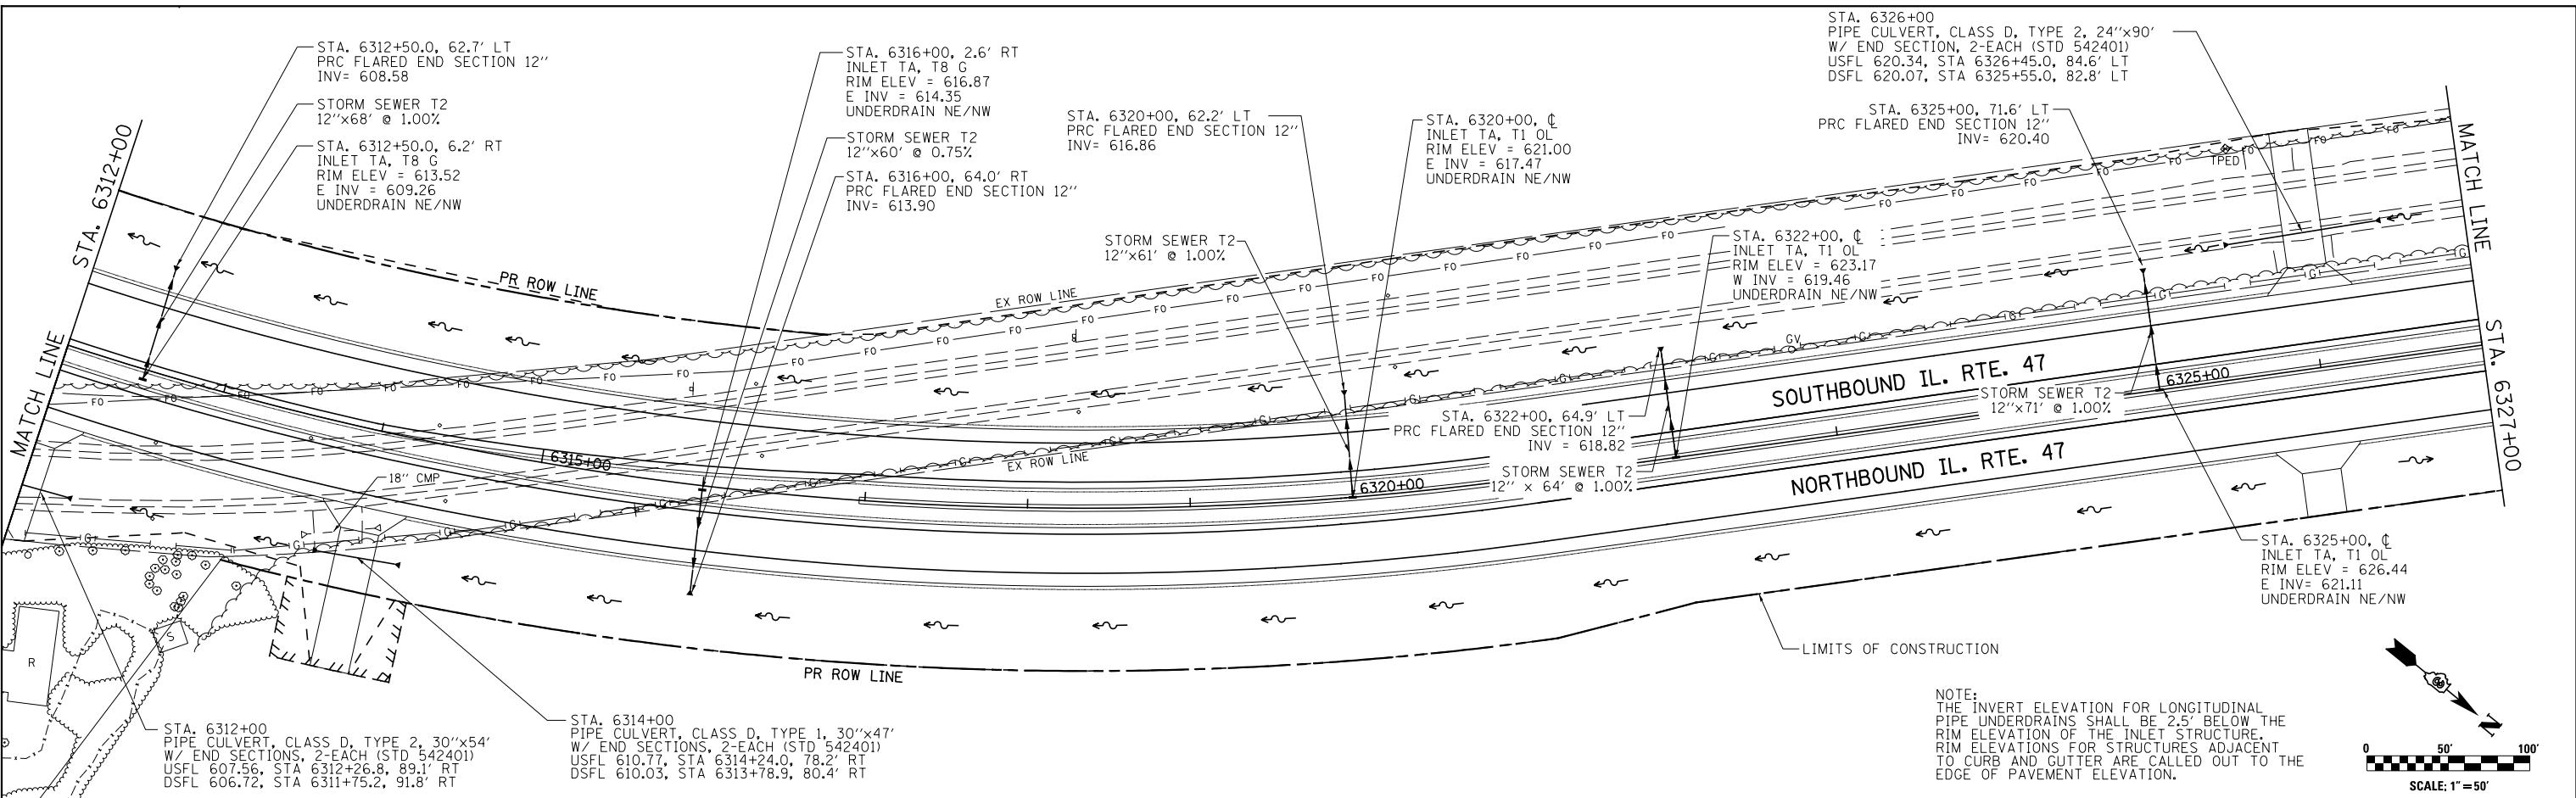 STA. 6312+50.0, 62.7' LT
PRC FLARED END SECTION 12"
INV= 608.58
STORM SEWER T2
12"x68' @ 1.00%
STA. 6312+50.0, 6.2' RT
INLET TA, T8 G
RIM ELEV = 613.52
E INV = 609.26
UNDERDRAIN NE/NW
STA. 6316+00, 2.6' RT
INLET TA, T8 G
RIM ELEV = 616.87
E INV = 614.35
UNDERDRAIN NE/NW
STORM SEWER T2
12"x60' @ 0.75%
STA. 6316+00, 64.0' RT
PRC FLARED END SECTION 12"
INV= 613.90
STA. 6320+00, 62.2' LT
PRC FLARED END SECTION 12"
INV= 616.86
STORM SEWER T2
12"x61' @ 1.00%
STA. 6320+00, ℄
INLET TA, T1 OL
RIM ELEV = 621.00
E INV = 617.47
UNDERDRAIN NE/NW
STA. 6326+00
PIPE CULVERT, CLASS D, TYPE 2, 24"x90'
W/ END SECTION, 2-EACH (STD 542401)
USFL 620.34, STA 6326+45.0, 84.6' LT
DSFL 620.07, STA 6325+55.0, 82.8' LT
STA. 6325+00, 71.6' LT
PRC FLARED END SECTION 12"
INV= 620.40
STA. 6322+00, ℄
INLET TA, T1 OL
RIM ELEV = 623.17
W INV = 619.46
UNDERDRAIN NE/NW
MATCH LINE STA. 6312+00
MATCH LINE STA. 6327+00
PR ROW LINE
EX ROW LINE
TPED
GV
SOUTHBOUND IL. RTE. 47
NORTHBOUND IL. RTE. 47
6315+00
6320+00
6325+00
EX ROW LINE
18" CMP
STA. 6322+00, 64.9' LT
PRC FLARED END SECTION 12"
INV = 618.82
STORM SEWER T2
12" x 64' @ 1.00%
STORM SEWER T2
12"x71' @ 1.00%
STA. 6325+00, ℄
INLET TA, T1 OL
RIM ELEV = 626.44
E INV= 621.11
UNDERDRAIN NE/NW
LIMITS OF CONSTRUCTION
PR ROW LINE
R
S
STA. 6312+00
PIPE CULVERT, CLASS D, TYPE 2, 30"x54'
W/ END SECTIONS, 2-EACH (STD 542401)
USFL 607.56, STA 6312+26.8, 89.1' RT
DSFL 606.72, STA 6311+75.2, 91.8' RT
STA. 6314+00
PIPE CULVERT, CLASS D, TYPE 1, 30"x47'
W/ END SECTIONS, 2-EACH (STD 542401)
USFL 610.77, STA 6314+24.0, 78.2' RT
DSFL 610.03, STA 6313+78.9, 80.4' RT
NOTE:
THE INVERT ELEVATION FOR LONGITUDINAL
PIPE UNDERDRAINS SHALL BE 2.5' BELOW THE
RIM ELEVATION OF THE INLET STRUCTURE.
RIM ELEVATIONS FOR STRUCTURES ADJACENT
TO CURB AND GUTTER ARE CALLED OUT TO THE
EDGE OF PAVEMENT ELEVATION.
N
0 50' 100'
SCALE: 1"=50'